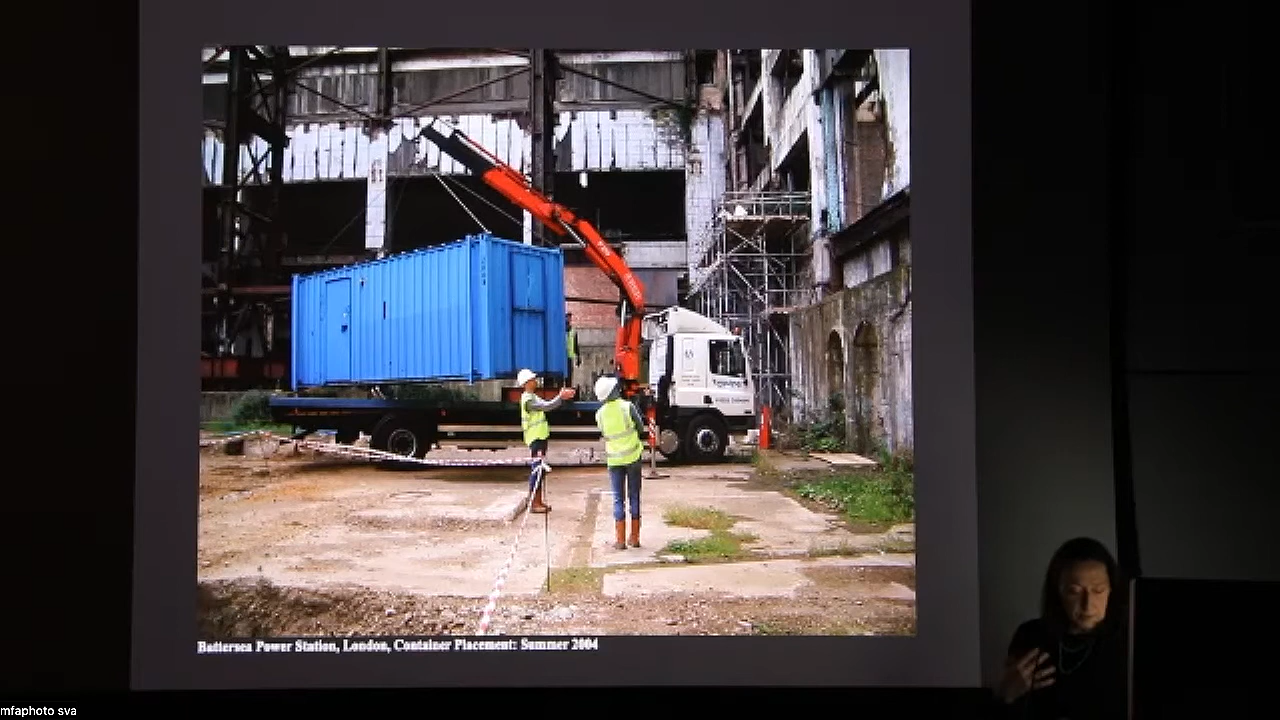 Battersea Power Station, London, Container Placement: Summer 2004
mfaphoto sva